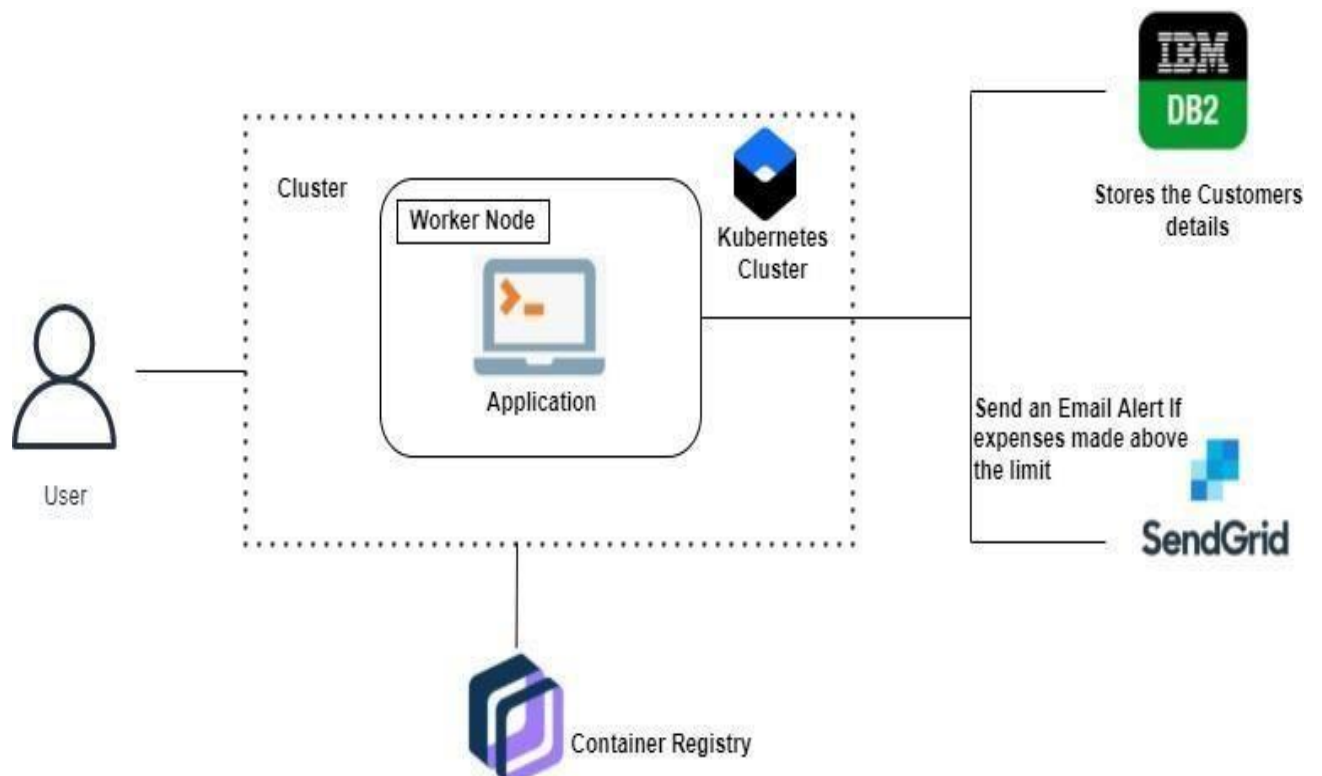 IBM
DB2
Stores the Customers
details
Cluster
Worker Node
Kubernetes
Cluster
Application
User
Send an Email Alert If
expenses made above
the limit
SendGrid
Container Registry